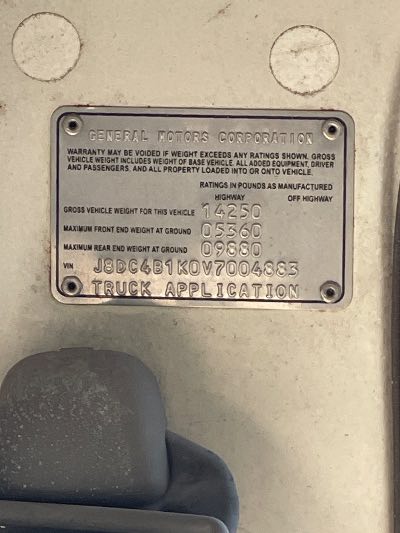 GENERAL MOTORS CORPORATION
WARRANTY MAY BE VOIDED IF WEIGHT EXCEEDS ANY RATINGS SHOWN. GROSS
VEHICLE WEIGHT INCLUDES WEIGHT OF BASE VEHICLE. ALL ADDED EQUIPMENT, DRIVER
AND PASSENGERS, AND ALL PROPERTY LOADED INTO OR ONTO VEHICLE.
RATINGS IN POUNDS AS MANUFACTURED
HIGHWAY OFF HIGHWAY
GROSS VEHICLE WEIGHT FOR THIS VEHICLE 14250
MAXIMUM FRONT END WEIGHT AT GROUND 05360
MAXIMUM REAR END WEIGHT AT GROUND 09880
VIN J8DC4B1K0V7004883
TRUCK APPLICATION